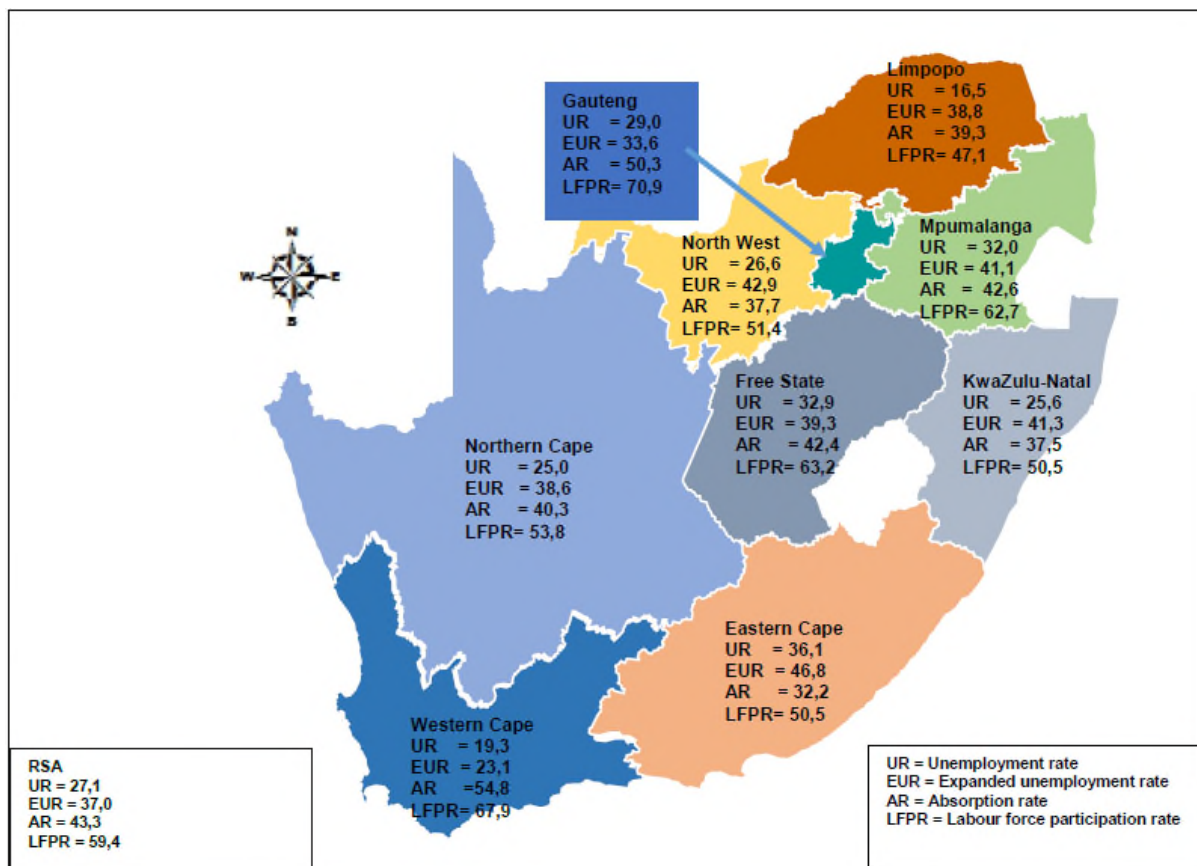 Limpopo
UR = 16,5
EUR = 38,8
AR = 39,3
LFPR= 47,1
Gauteng
UR = 29,0
EUR = 33,6
AR = 50,3
LFPR= 70,9
Mpumalanga
UR = 32,0
EUR = 41,1
AR = 42,6
LFPR= 62,7
North West
UR = 26,6
EUR = 42,9
AR = 37,7
LFPR= 51,4
N
W
E
S
Free State
UR = 32,9
EUR = 39,3
AR = 42,4
LFPR= 63,2
KwaZulu-Natal
UR = 25,6
EUR = 41,3
AR = 37,5
LFPR= 50,5
Northern Cape
UR = 25,0
EUR = 38,6
AR = 40,3
LFPR= 53,8
Eastern Cape
UR = 36,1
EUR = 46,8
AR = 32,2
LFPR= 50,5
Western Cape
UR = 19,3
EUR = 23,1
AR =54,8
LFPR= 67,9
RSA
UR = 27,1
EUR = 37,0
AR = 43,3
LFPR = 59,4
UR = Unemployment rate
EUR = Expanded unemployment rate
AR = Absorption rate
LFPR = Labour force participation rate